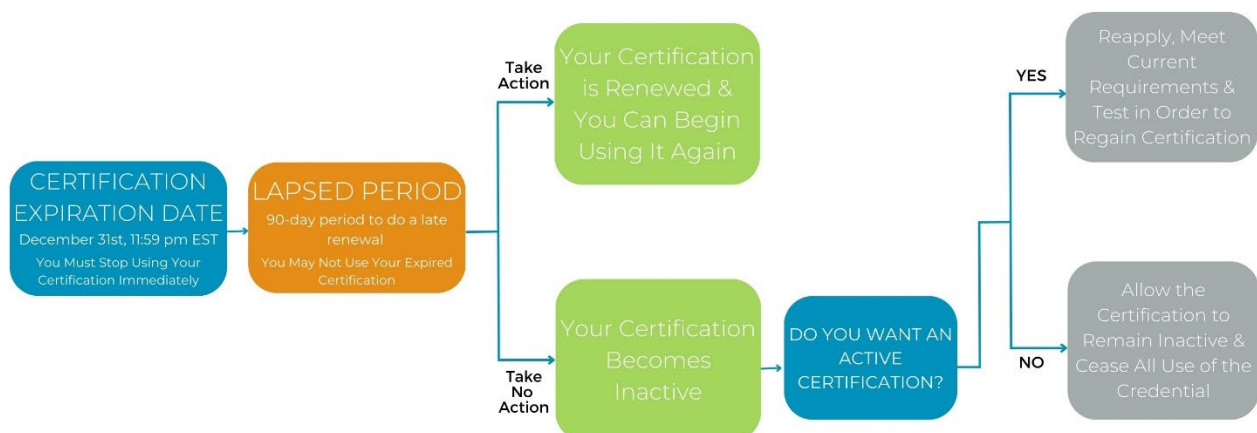 CERTIFICATION
EXPIRATION DATE
December 31st, 11:59 pm EST
You Must Stop Using Your
Certification Immediately
LAPSED PERIOD
90-day period to do a late
renewal
You May Not Use Your Expired
Certification
Take
Action
Your Certification
is Renewed &
You Can Begin
Using It Again
Take
No
Action
Your Certification
Becomes
Inactive
DO YOU WANT AN
ACTIVE
CERTIFICATION?
YES
Reapply, Meet
Current
Requirements &
Test in Order to
Regain Certification
NO
Allow the
Certification to
Remain Inactive &
Cease All Use of the
Credential